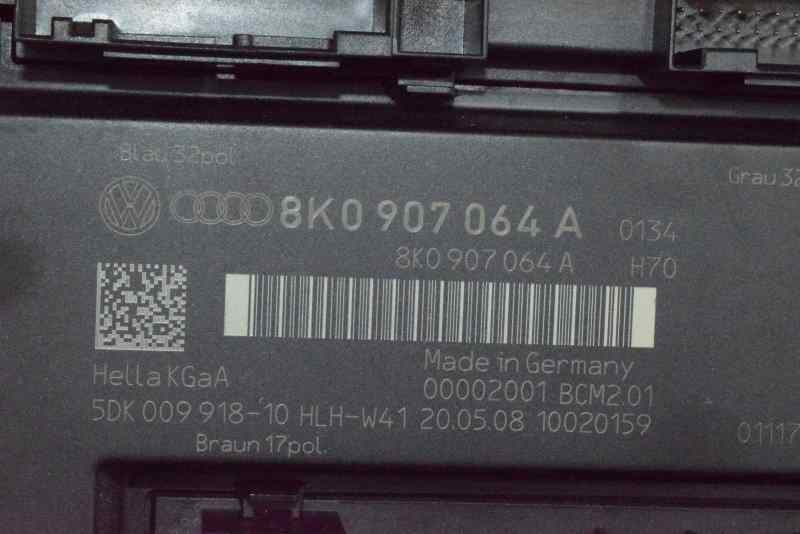 Blau 32pol
Grau 32
8K0 907 064 A 0134
8K0 907 064 A H70
Made in Germany
Hella KGaA
00002001 BCM2.01
5DK 009 918-10 HLH-W41 20.05.08 10020159
01117
Braun 17pol.